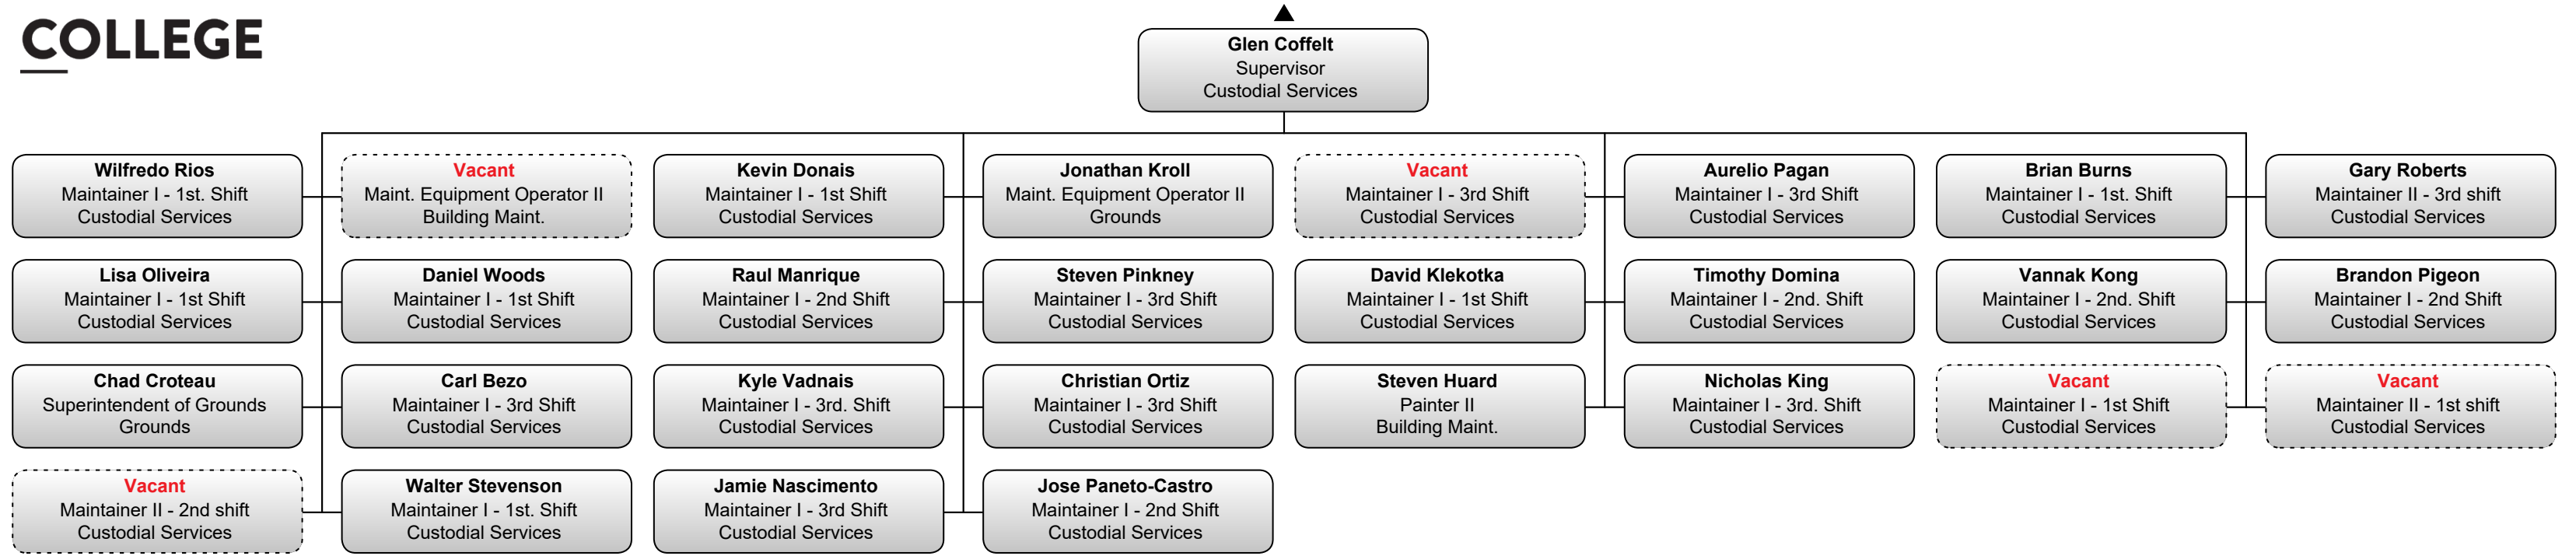 COLLEGE
Glen Coffelt
Supervisor
Custodial Services
Wilfredo Rios
Maintainer I - 1st. Shift
Custodial Services
Vacant
Maint. Equipment Operator II
Building Maint.
Kevin Donais
Maintainer I - 1st Shift
Custodial Services
Jonathan Kroll
Maint. Equipment Operator II
Grounds
Vacant
Maintainer I - 3rd Shift
Custodial Services
Aurelio Pagan
Maintainer I - 3rd Shift
Custodial Services
Brian Burns
Maintainer I - 1st. Shift
Custodial Services
Gary Roberts
Maintainer II - 3rd shift
Custodial Services
Lisa Oliveira
Maintainer I - 1st Shift
Custodial Services
Daniel Woods
Maintainer I - 1st Shift
Custodial Services
Raul Manrique
Maintainer I - 2nd Shift
Custodial Services
Steven Pinkney
Maintainer I - 3rd Shift
Custodial Services
David Klekotka
Maintainer I - 1st Shift
Custodial Services
Timothy Domina
Maintainer I - 2nd. Shift
Custodial Services
Vannak Kong
Maintainer I - 2nd. Shift
Custodial Services
Brandon Pigeon
Maintainer I - 2nd Shift
Custodial Services
Chad Croteau
Superintendent of Grounds
Grounds
Carl Bezo
Maintainer I - 3rd Shift
Custodial Services
Kyle Vadnais
Maintainer I - 3rd. Shift
Custodial Services
Christian Ortiz
Maintainer I - 3rd Shift
Custodial Services
Steven Huard
Painter II
Building Maint.
Nicholas King
Maintainer I - 3rd. Shift
Custodial Services
Vacant
Maintainer I - 1st Shift
Custodial Services
Vacant
Maintainer II - 1st shift
Custodial Services
Vacant
Maintainer II - 2nd shift
Custodial Services
Walter Stevenson
Maintainer I - 1st. Shift
Custodial Services
Jamie Nascimento
Maintainer I - 3rd Shift
Custodial Services
Jose Paneto-Castro
Maintainer I - 2nd Shift
Custodial Services